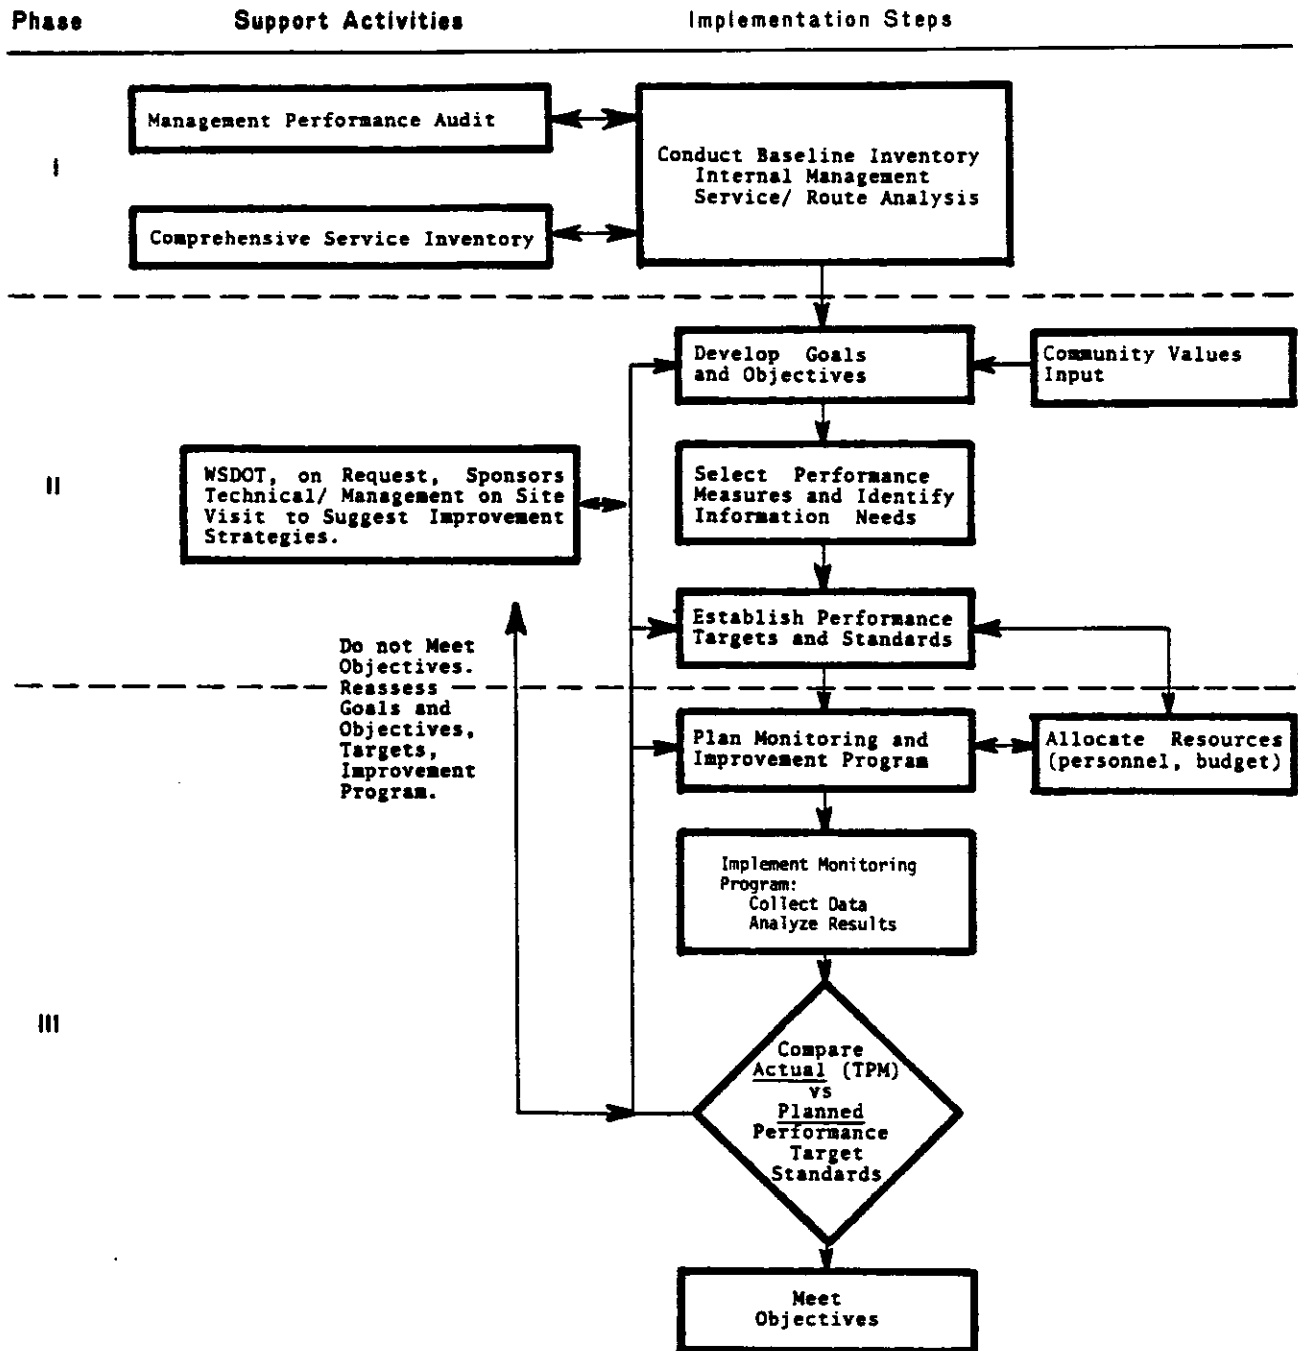 Phase Support Activities Implementation Steps
Management Performance Audit
I
Conduct Baseline Inventory
Internal Management
Service/ Route Analysis
Comprehensive Service Inventory
Develop Goals
and Objectives
Community Values
Input
II
WSDOT, on Request, Sponsors
Technical/ Management on Site
Visit to Suggest Improvement
Strategies.
Select Performance
Measures and Identify
Information Needs
Establish Performance
Targets and Standards
Do not Meet
Objectives.
Reassess
Goals and
Objectives,
Targets,
Improvement
Program.
Plan Monitoring and
Improvement Program
Allocate Resources
(personnel, budget)
Implement Monitoring
Program:
Collect Data
Analyze Results
III
Compare
Actual (TPM)
vs
Planned
Performance
Target
Standards
Meet
Objectives